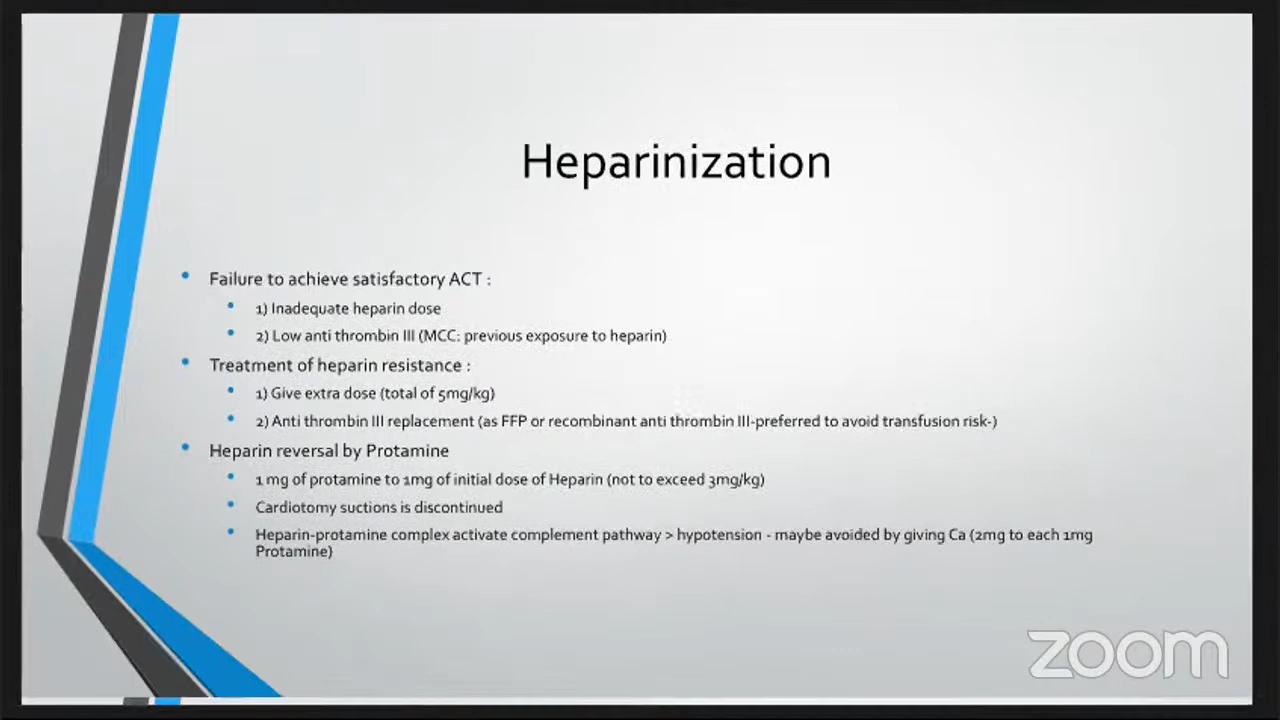 Heparinization
• Failure to achieve satisfactory ACT :
• 1) Inadequate heparin dose
• 2) Low anti thrombin III (MCC: previous exposure to heparin)
• Treatment of heparin resistance :
• 1) Give extra dose (total of 5mg/kg)
• 2) Anti thrombin III replacement (as FFP or recombinant anti thrombin III-preferred to avoid transfusion risk-)
• Heparin reversal by Protamine
• 1 mg of protamine to 1mg of initial dose of Heparin (not to exceed 3mg/kg)
• Cardiotomy suctions is discontinued
• Heparin-protamine complex activate complement pathway > hypotension - maybe avoided by giving Ca (2mg to each 1mg
Protamine)
zoom